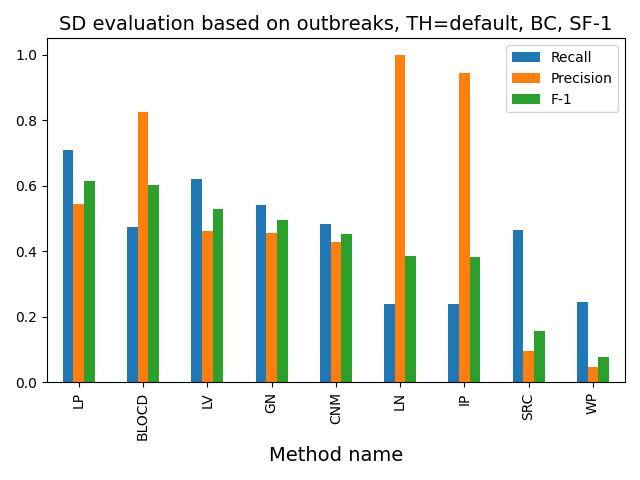 SD evaluation based on outbreaks, TH=default, BC, SF-1
Recall
Precision
F-1
1.0
0.8
0.6
0.4
0.2
0.0
LP
BLOCD
LV
GN
CNM
LN
IP
SRC
WP
Method name